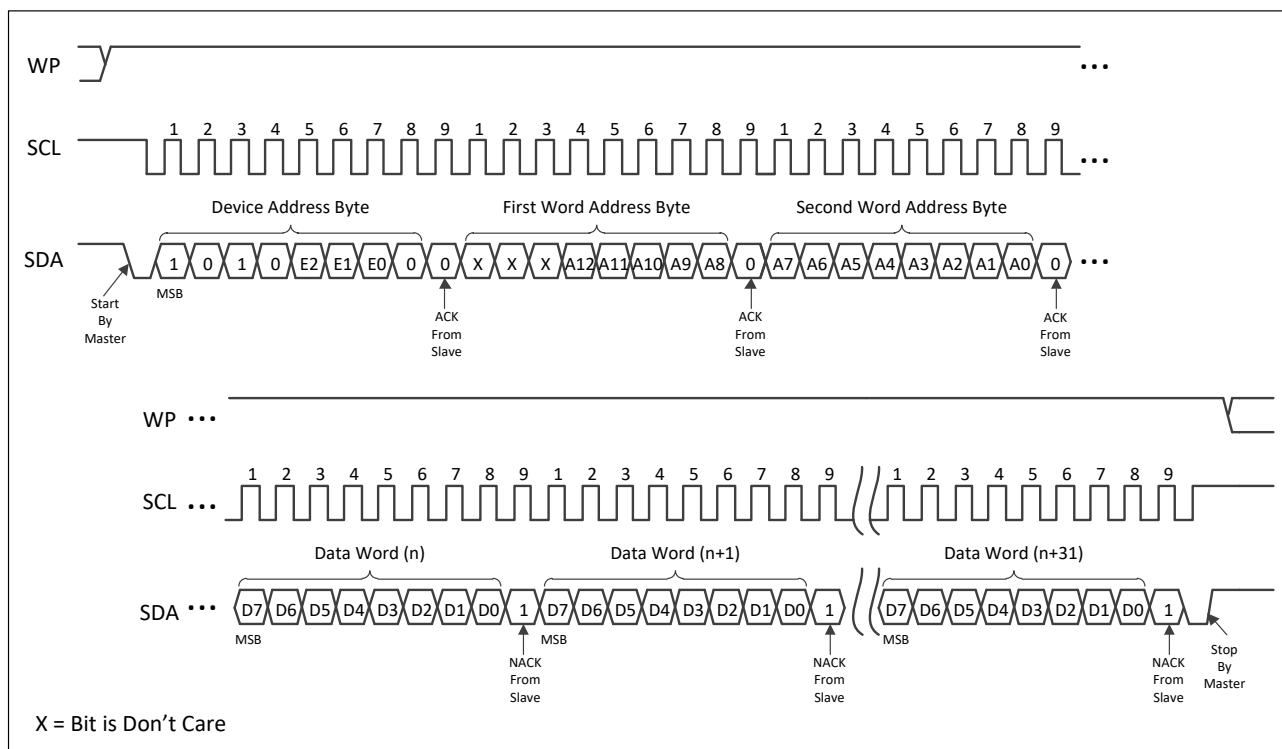 WP
...
1 2 3 4 5 6 7 8 9 1 2 3 4 5 6 7 8 9 1 2 3 4 5 6 7 8 9
SCL
...
Device Address Byte First Word Address Byte Second Word Address Byte
SDA 1 0 1 0 E2 E1 E0 0 0 X X X A12 A11 A10 A9 A8 0 A7 A6 A5 A4 A3 A2 A1 A0 0 ...
MSB
Start
By
Master
ACK
From
Slave
ACK
From
Slave
ACK
From
Slave
WP ...
1 2 3 4 5 6 7 8 9 1 2 3 4 5 6 7 8 9 1 2 3 4 5 6 7 8 9
SCL ...
Data Word (n) Data Word (n+1) Data Word (n+31)
SDA ... D7 D6 D5 D4 D3 D2 D1 D0 1 D7 D6 D5 D4 D3 D2 D1 D0 1 D7 D6 D5 D4 D3 D2 D1 D0 1
MSB MSB MSB
NACK
From
Slave
NACK
From
Slave
NACK
From
Slave
Stop
By
Master
X = Bit is Don't Care